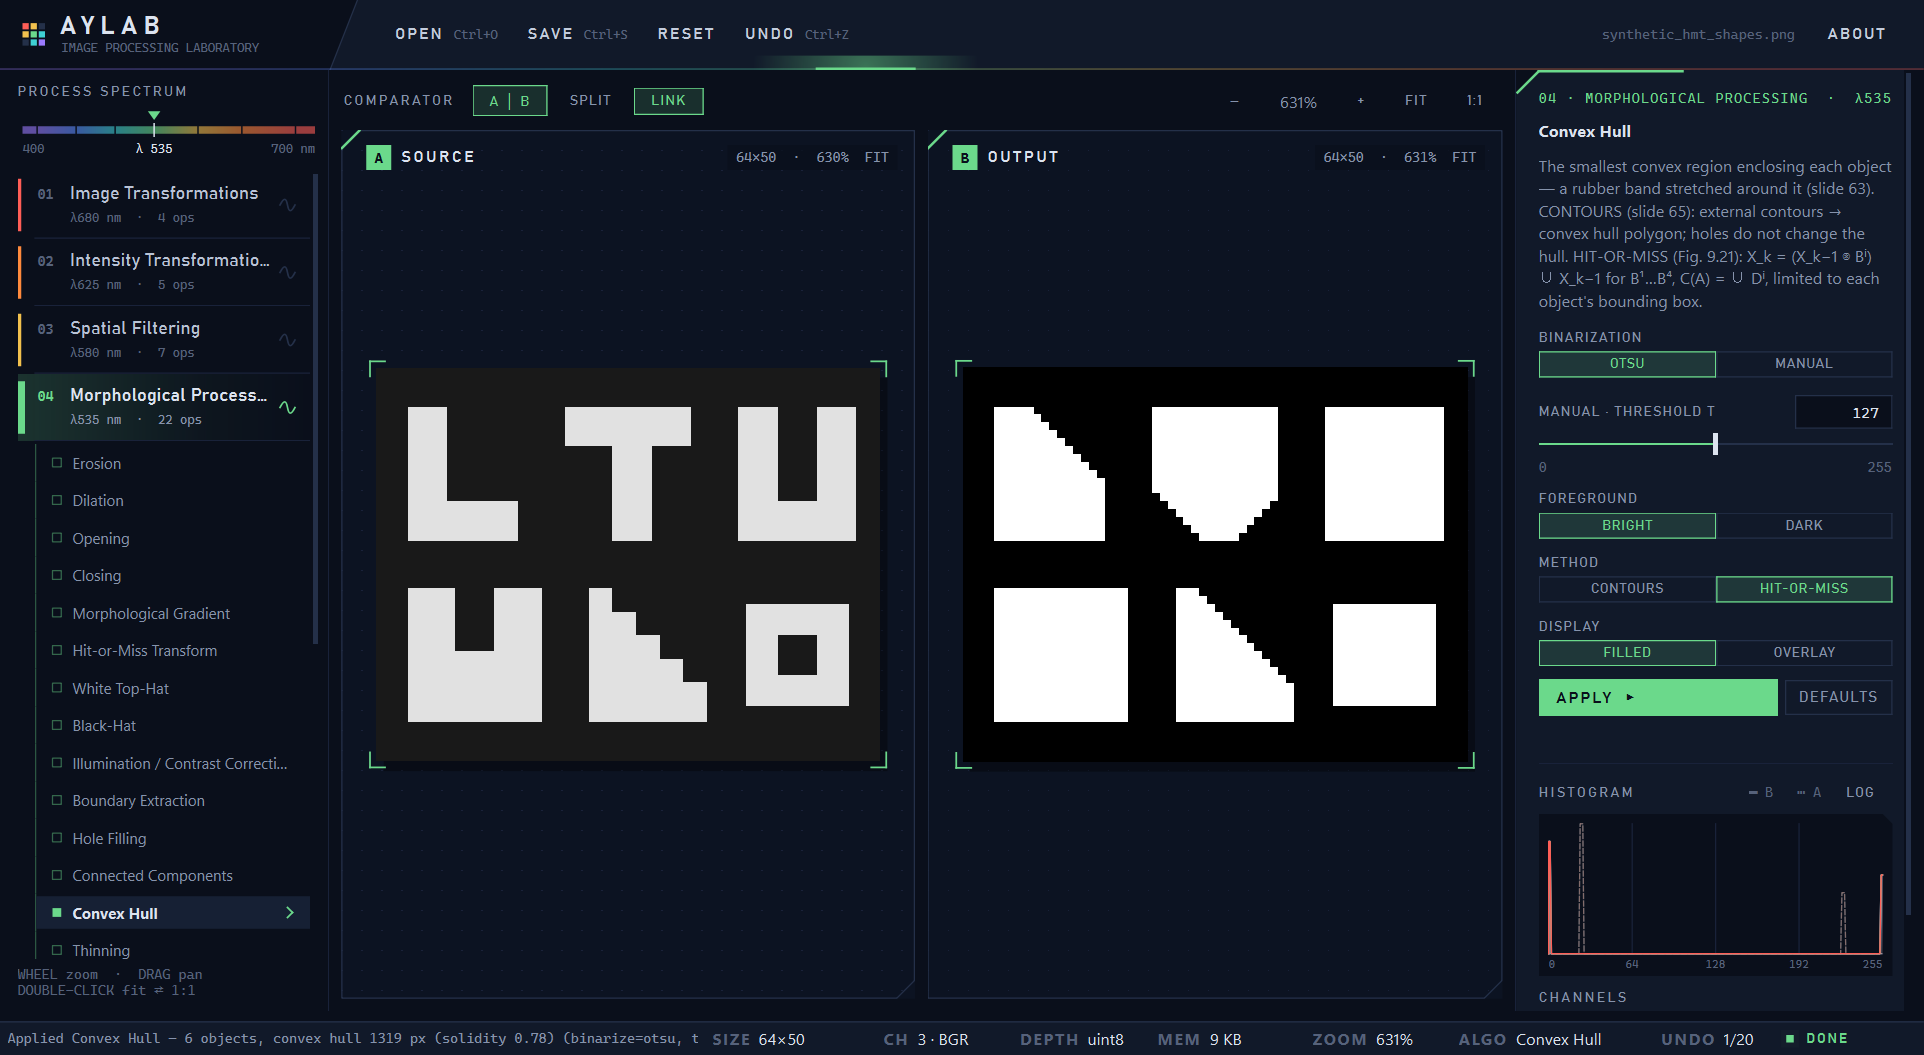 AYLAB
IMAGE PROCESSING LABORATORY
OPEN Ctrl+O SAVE Ctrl+S RESET UNDO Ctrl+Z
synthetic_hmt_shapes.png ABOUT
PROCESS SPECTRUM
400 λ 535 700 nm
01 Image Transformations
λ680 nm · 4 ops
02 Intensity Transformatio…
λ625 nm · 5 ops
03 Spatial Filtering
λ580 nm · 7 ops
04 Morphological Process…
λ535 nm · 22 ops
Erosion
Dilation
Opening
Closing
Morphological Gradient
Hit-or-Miss Transform
White Top-Hat
Black-Hat
Illumination / Contrast Correcti…
Boundary Extraction
Hole Filling
Connected Components
Convex Hull
Thinning
WHEEL zoom · DRAG pan
DOUBLE-CLICK fit ⇄ 1:1
COMPARATOR A | B SPLIT LINK
− 631% + FIT 1:1
A SOURCE 64×50 · 630% FIT
B OUTPUT 64×50 · 631% FIT
04 · MORPHOLOGICAL PROCESSING · λ535
Convex Hull
The smallest convex region enclosing each object
— a rubber band stretched around it (slide 63).
CONTOURS (slide 65): external contours →
convex hull polygon; holes do not change the
hull. HIT-OR-MISS (Fig. 9.21): X_k = (X_k−1 ⊛ Bⁱ)
∪ X_k−1 for B¹…B⁴, C(A) = ∪ Dⁱ, limited to each
object's bounding box.
BINARIZATION
OTSU MANUAL
MANUAL · THRESHOLD T 127
0 255
FOREGROUND
BRIGHT DARK
METHOD
CONTOURS HIT-OR-MISS
DISPLAY
FILLED OVERLAY
APPLY ▸ DEFAULTS
HISTOGRAM B A LOG
0 64 128 192 255
CHANNELS
Applied Convex Hull — 6 objects, convex hull 1319 px (solidity 0.78) (binarize=otsu, t SIZE 64×50 CH 3 · BGR DEPTH uint8 MEM 9 KB ZOOM 631% ALGO Convex Hull UNDO 1/20 DONE